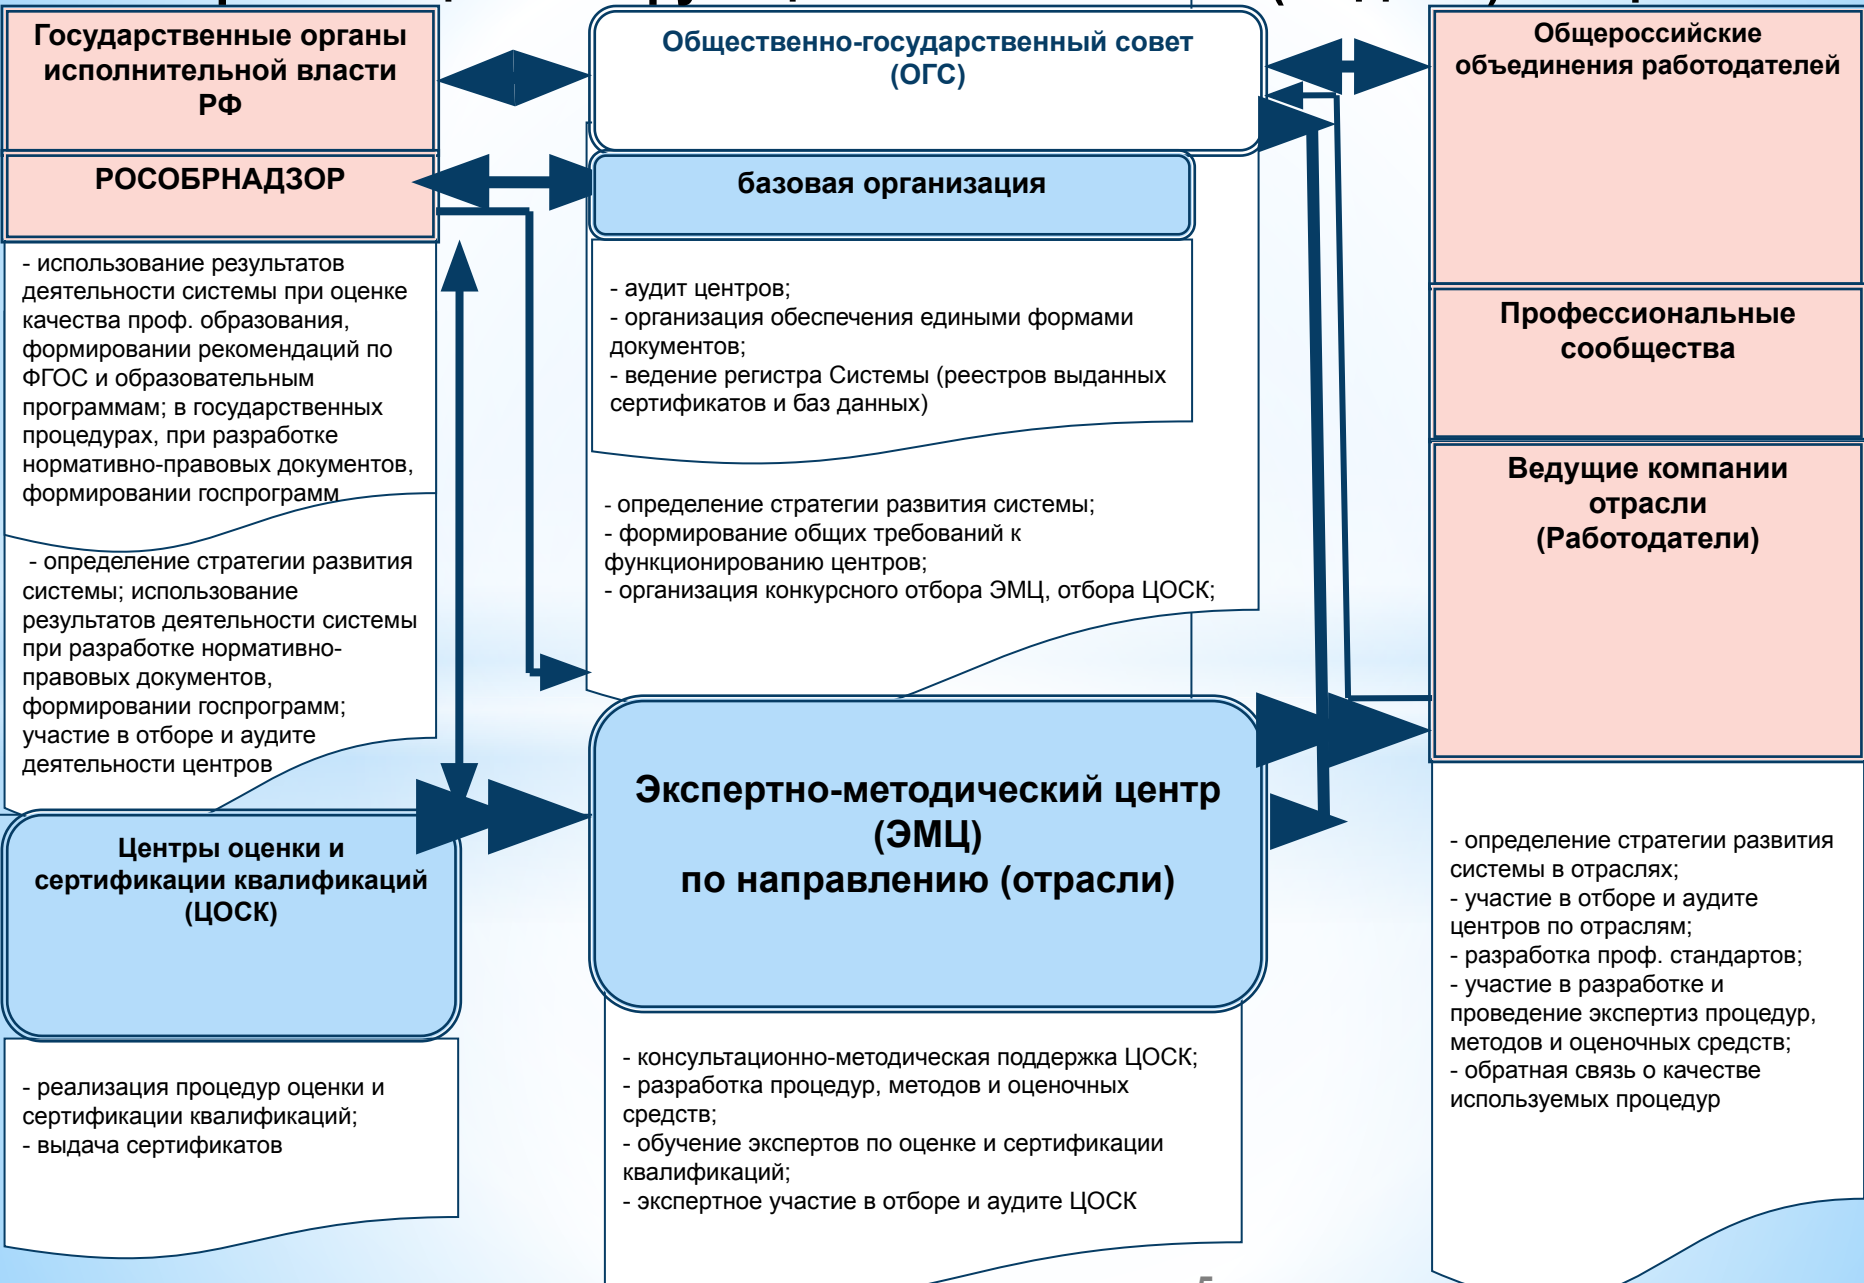 Государственные органы
исполнительной власти
РФ
РОСОБРНАДЗОР
- использование результатов
деятельности системы при оценке
качества проф. образования,
формировании рекомендаций по
ФГОС и образовательным
программам; в государственных
процедурах, при разработке
нормативно-правовых документов,
формировании госпрограмм
- определение стратегии развития
системы; использование
результатов деятельности системы
при разработке нормативно-
правовых документов,
формировании госпрограмм;
участие в отборе и аудите
деятельности центров
Центры оценки и
сертификации квалификаций
(ЦОСК)
- реализация процедур оценки и
сертификации квалификаций;
- выдача сертификатов
Общественно-государственный совет
(ОГС)
базовая организация
- аудит центров;
- организация обеспечения едиными формами
документов;
- ведение регистра Системы (реестров выданных
сертификатов и баз данных)
- определение стратегии развития системы;
- формирование общих требований к
функционированию центров;
- организация конкурсного отбора ЭМЦ, отбора ЦОСК;
Экспертно-методический центр
(ЭМЦ)
по направлению (отрасли)
- консультационно-методическая поддержка ЦОСК;
- разработка процедур, методов и оценочных
средств;
- обучение экспертов по оценке и сертификации
квалификаций;
- экспертное участие в отборе и аудите ЦОСК
Общероссийские
объединения работодателей
Профессиональные
сообщества
Ведущие компании
отрасли
(Работодатели)
- определение стратегии развития
системы в отраслях;
- участие в отборе и аудите
центров по отраслям;
- разработка проф. стандартов;
- участие в разработке и
проведение экспертиз процедур,
методов и оценочных средств;
- обратная связь о качестве
используемых процедур